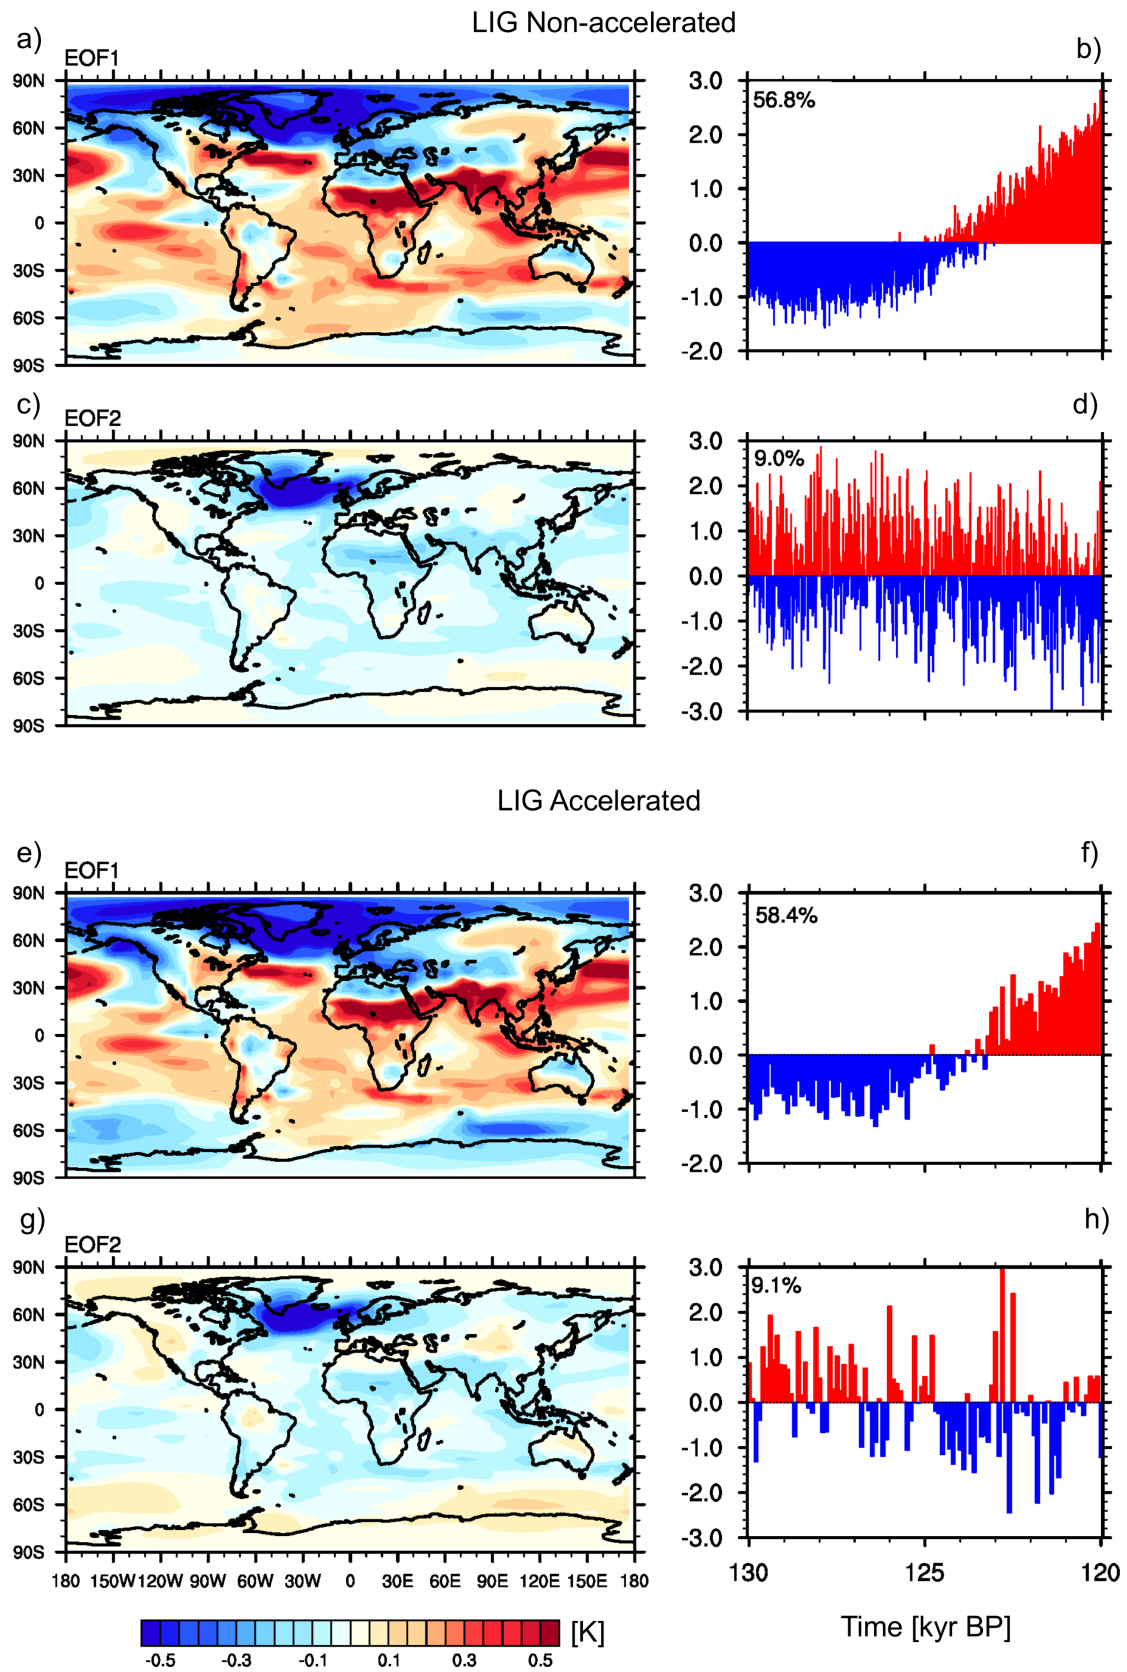 LIG Non-accelerated
a)
EOF1
90N
60N
30N
0
30S
60S
90S
b)
56.8%
3.0
2.0
1.0
0.0
-1.0
-2.0
c)
EOF2
90N
60N
30N
0
30S
60S
90S
d)
9.0%
3.0
2.0
1.0
0.0
-1.0
-2.0
-3.0
LIG Accelerated
e)
EOF1
90N
60N
30N
0
30S
60S
90S
f)
58.4%
3.0
2.0
1.0
0.0
-1.0
-2.0
g)
EOF2
90N
60N
30N
0
30S
60S
90S
180 150W 120W 90W 60W 30W 0 30E 60E 90E 120E 150E 180
h)
9.1%
3.0
2.0
1.0
0.0
-1.0
-2.0
-3.0
130 125 120
Time [kyr BP]
[K]
-0.5 -0.3 -0.1 0.1 0.3 0.5